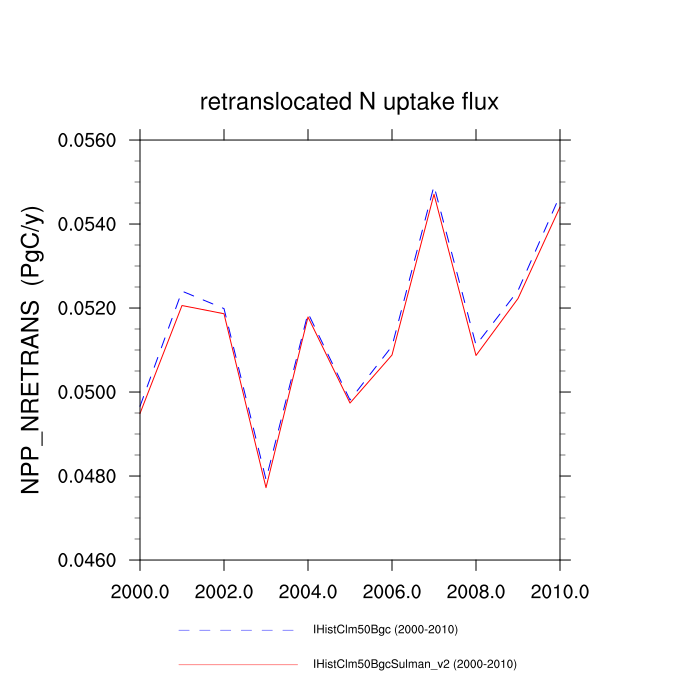 retranslocated N uptake flux
NPP_NRETRANS (PgC/y)
0.0560
0.0540
0.0520
0.0500
0.0480
0.0460
2000.0 2002.0 2004.0 2006.0 2008.0 2010.0
IHistClm50Bgc (2000-2010)
IHistClm50BgcSulman_v2 (2000-2010)